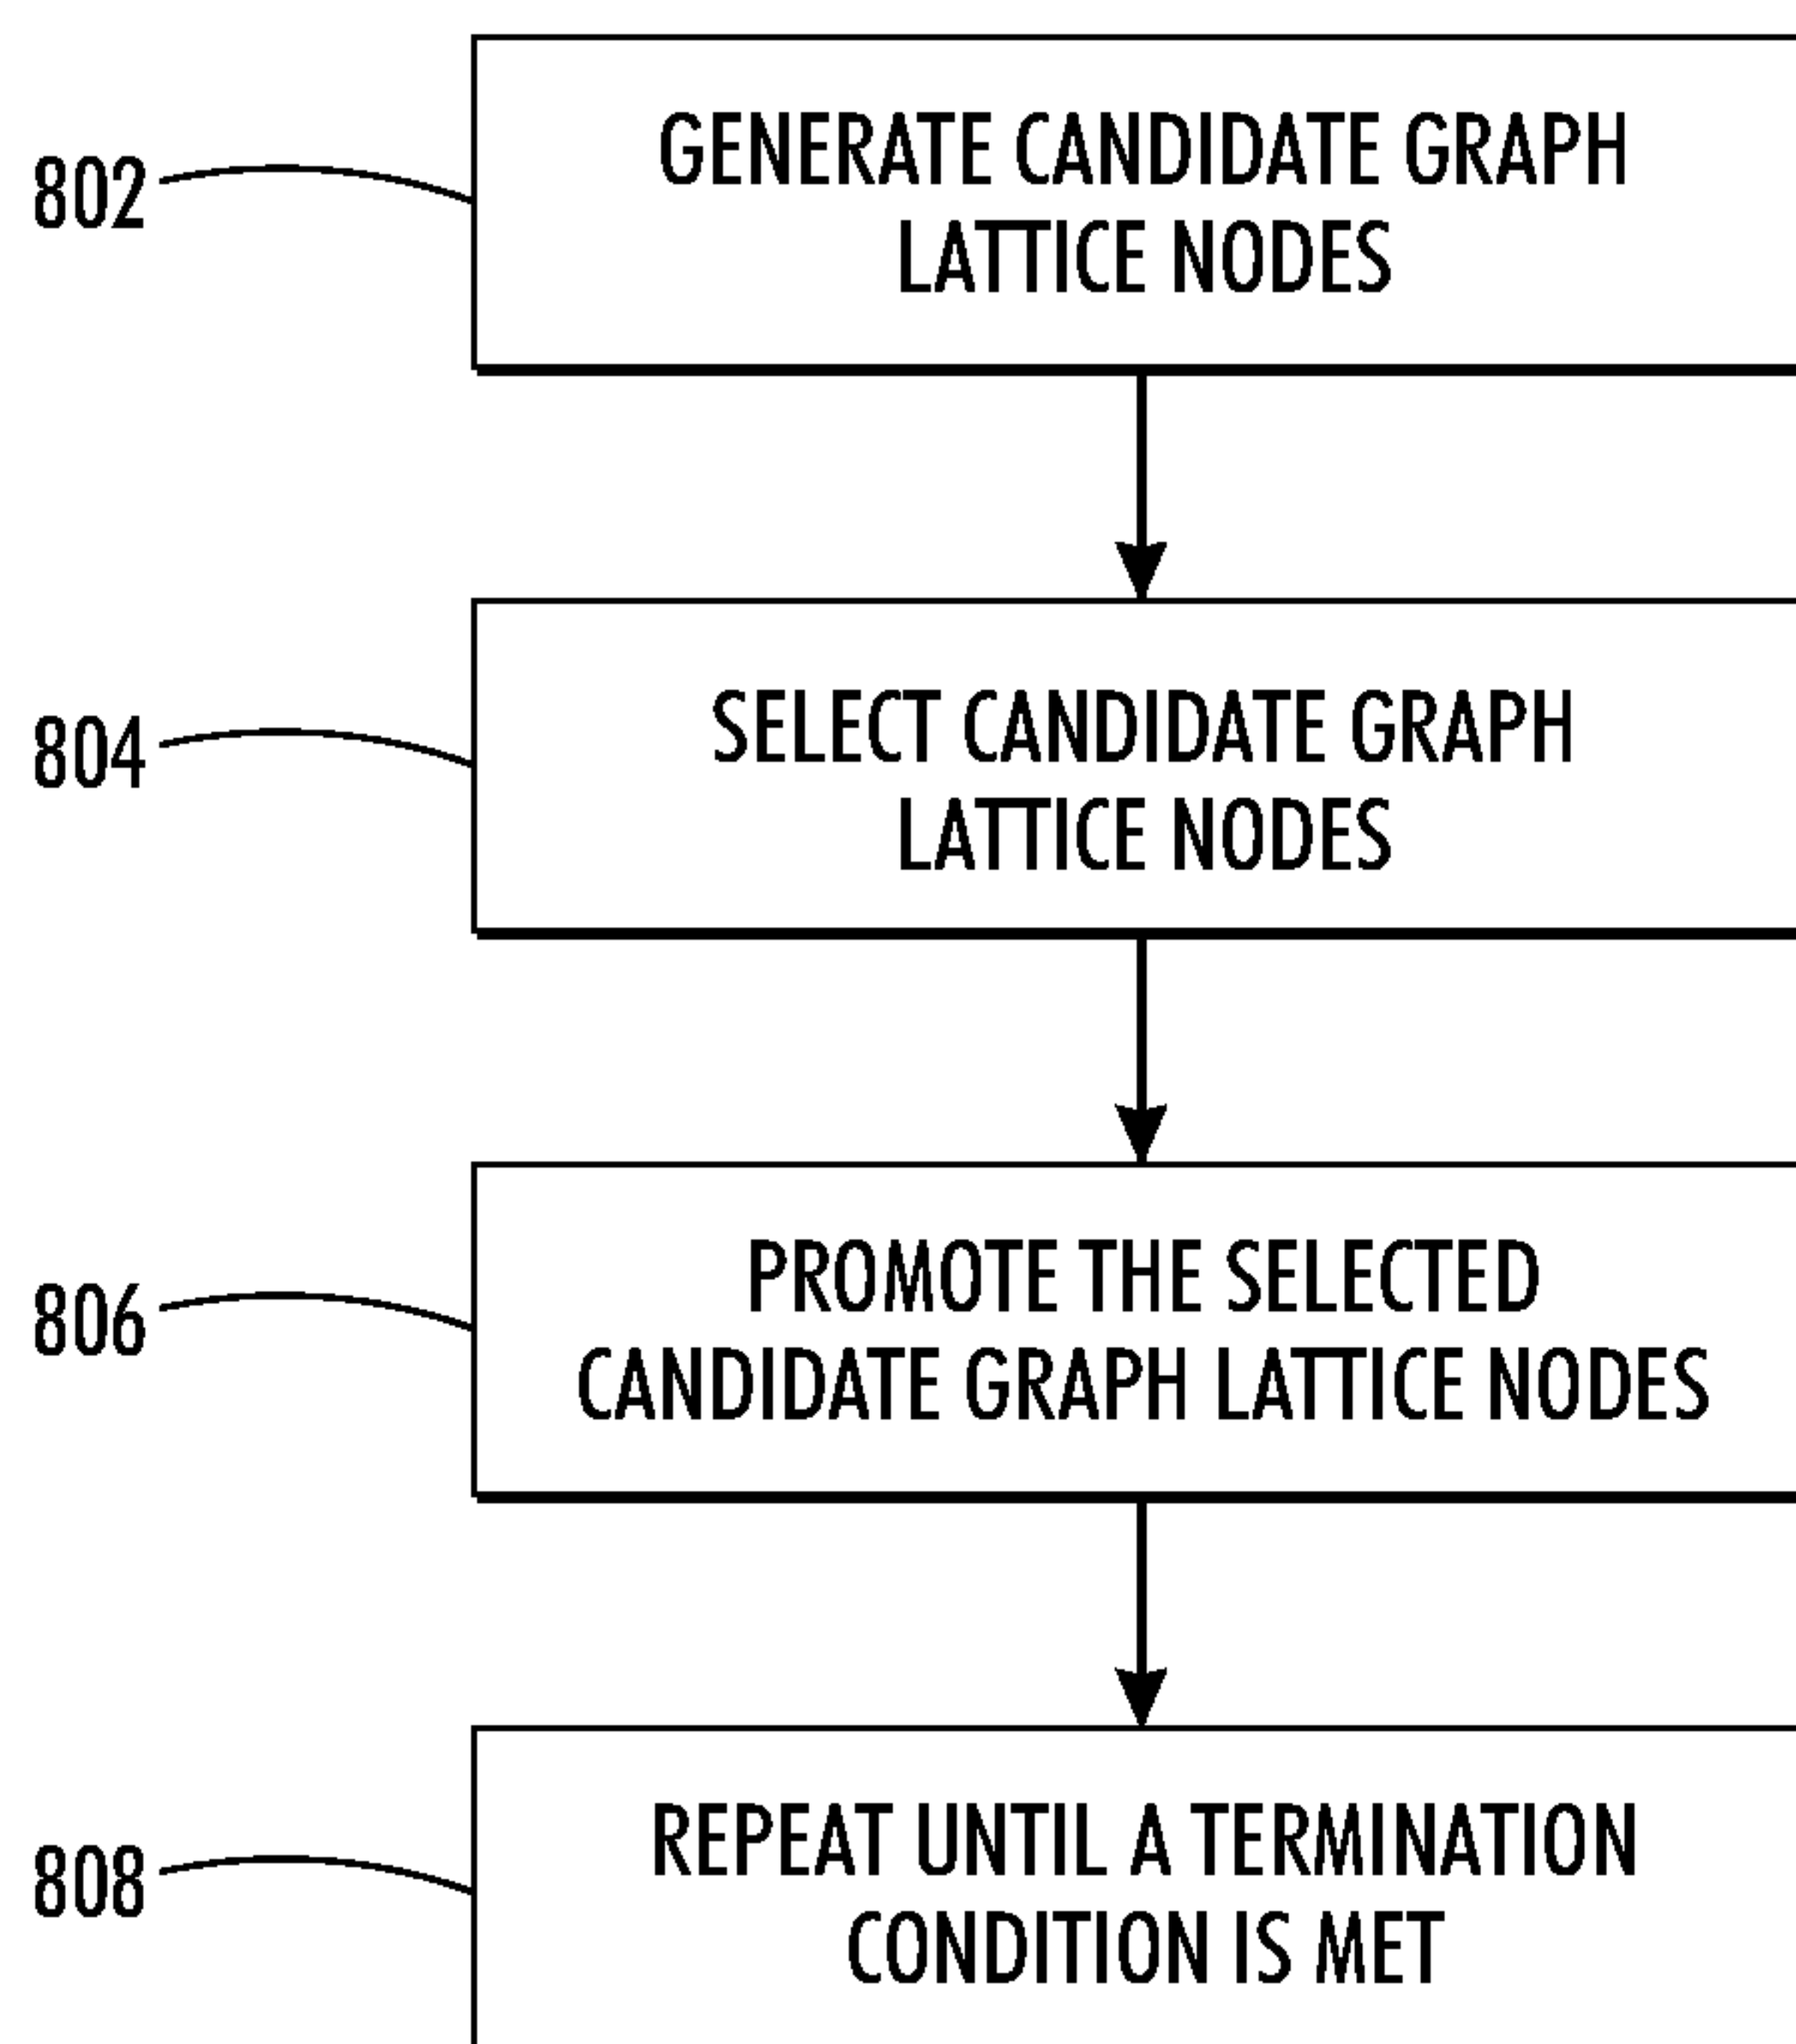 802
GENERATE CANDIDATE GRAPH
LATTICE NODES
804
SELECT CANDIDATE GRAPH
LATTICE NODES
806
PROMOTE THE SELECTED
CANDIDATE GRAPH LATTICE NODES
808
REPEAT UNTIL A TERMINATION
CONDITION IS MET